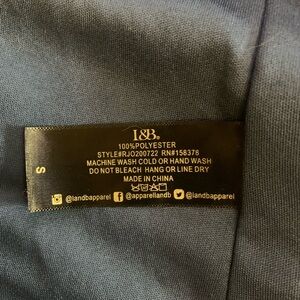 I&B.
100%POLYESTER
STYLE#RJO200722 RN#158378
MACHINE WASH COLD OR HAND WASH
DO NOT BLEACH HANG OR LINE DRY
MADE IN CHINA
@landbapparel @apparellandb @landbapparel
S